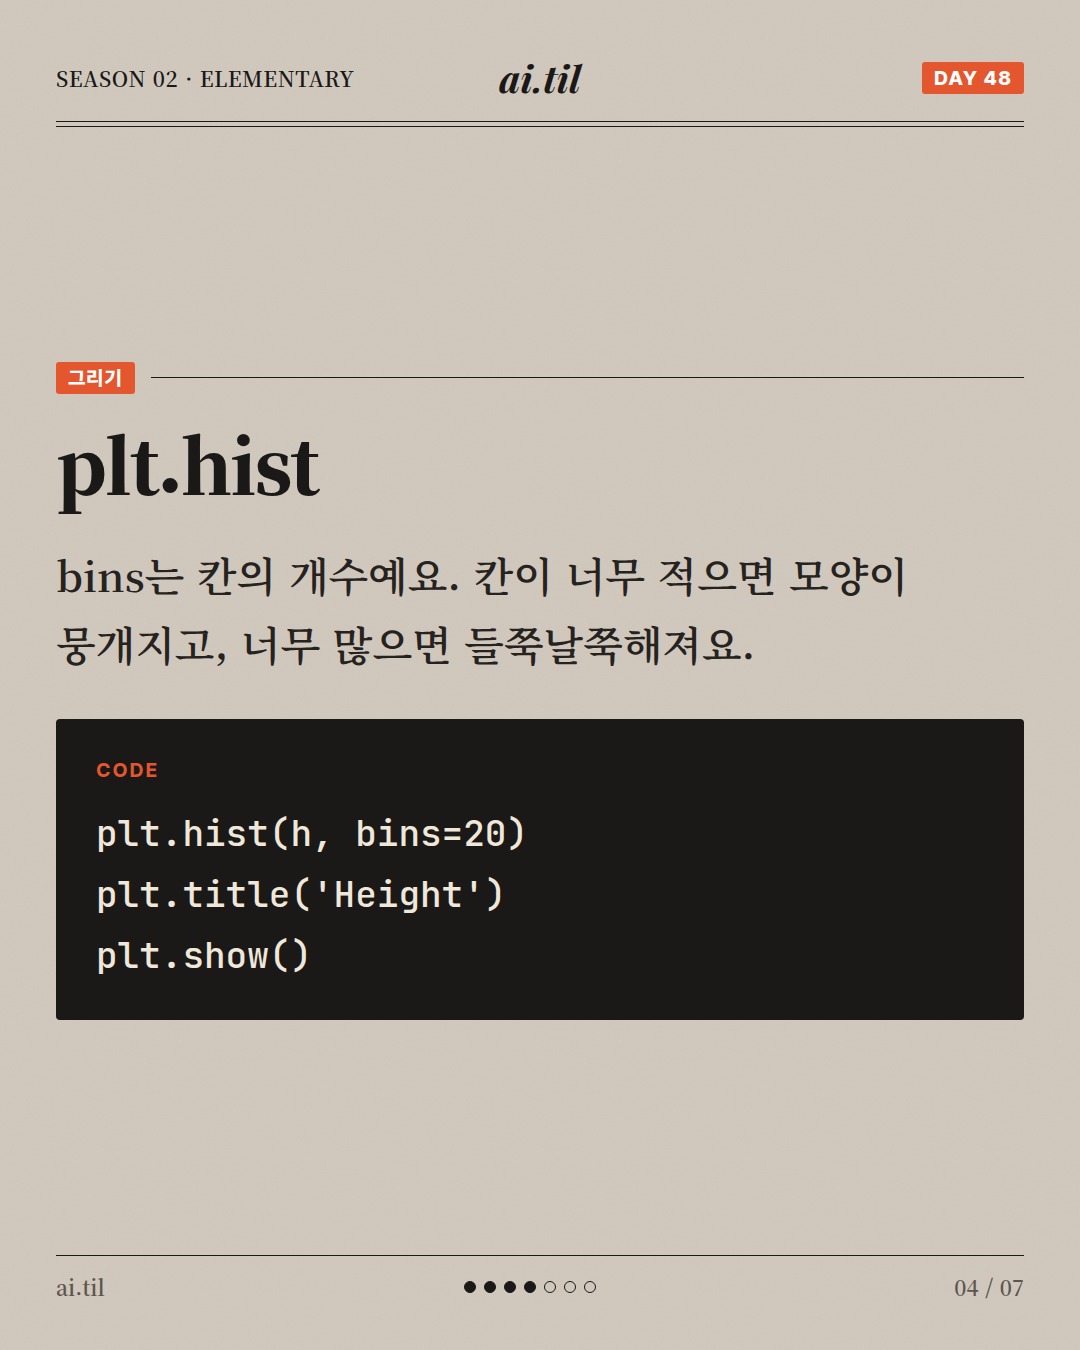 SEASON 02 · ELEMENTARY
ai.til
DAY 48
그리기
plt.hist
bins는 칸의 개수예요. 칸이 너무 적으면 모양이
뭉개지고, 너무 많으면 들쭉날쭉해져요.
CODE
plt.hist(h, bins=20)
plt.title('Height')
plt.show()
ai.til
04 / 07